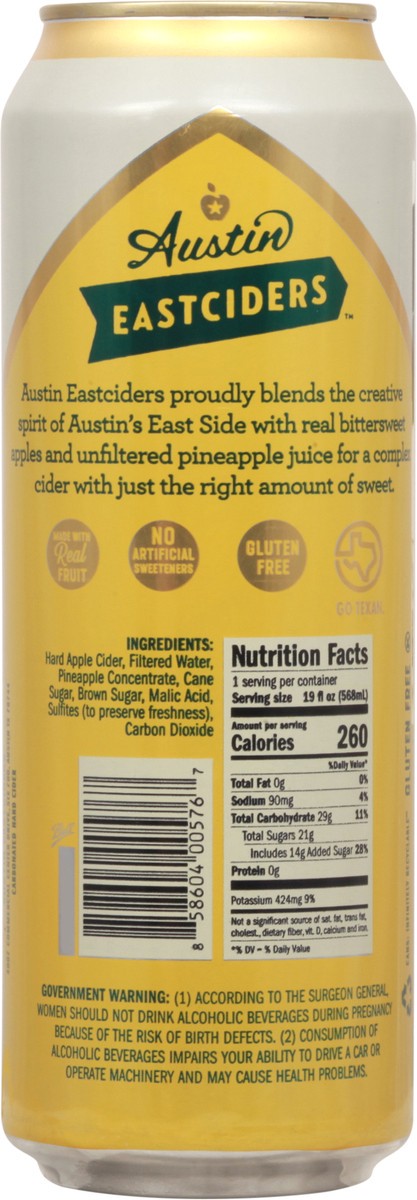 Austin
EASTCIDERS
™
Austin Eastciders proudly blends the creative
spirit of Austin's East Side with real bittersweet
apples and unfiltered pineapple juice for a complex
cider with just the right amount of sweet.
MADE WITH
Real
FRUIT
NO
ARTIFICIAL
SWEETENERS
GLUTEN
FREE
GO TEXAN.
INGREDIENTS:
Hard Apple Cider, Filtered Water,
Pineapple Concentrate, Cane
Sugar, Brown Sugar, Malic Acid,
Sulfites (to preserve freshness),
Carbon Dioxide
Nutrition Facts
1 serving per container
Serving size 19 fl oz (568mL)
Amount per serving
Calories 260
%Daily Value*
Total Fat 0g 0%
Sodium 90mg 4%
Total Carbohydrate 29g 11%
Total Sugars 21g
Includes 14g Added Sugar 28%
Protein 0g
Potassium 424mg 9%
Not a significant source of sat. fat, trans fat,
cholest., dietary fiber, vit. D, calcium and iron.
*% DV = % Daily Value
8 58604 00576 7
CARBONATED HARD CIDER
GLUTEN FREE
GOVERNMENT WARNING: (1) ACCORDING TO THE SURGEON GENERAL,
WOMEN SHOULD NOT DRINK ALCOHOLIC BEVERAGES DURING PREGNANCY
BECAUSE OF THE RISK OF BIRTH DEFECTS. (2) CONSUMPTION OF
ALCOHOLIC BEVERAGES IMPAIRS YOUR ABILITY TO DRIVE A CAR OR
OPERATE MACHINERY AND MAY CAUSE HEALTH PROBLEMS.